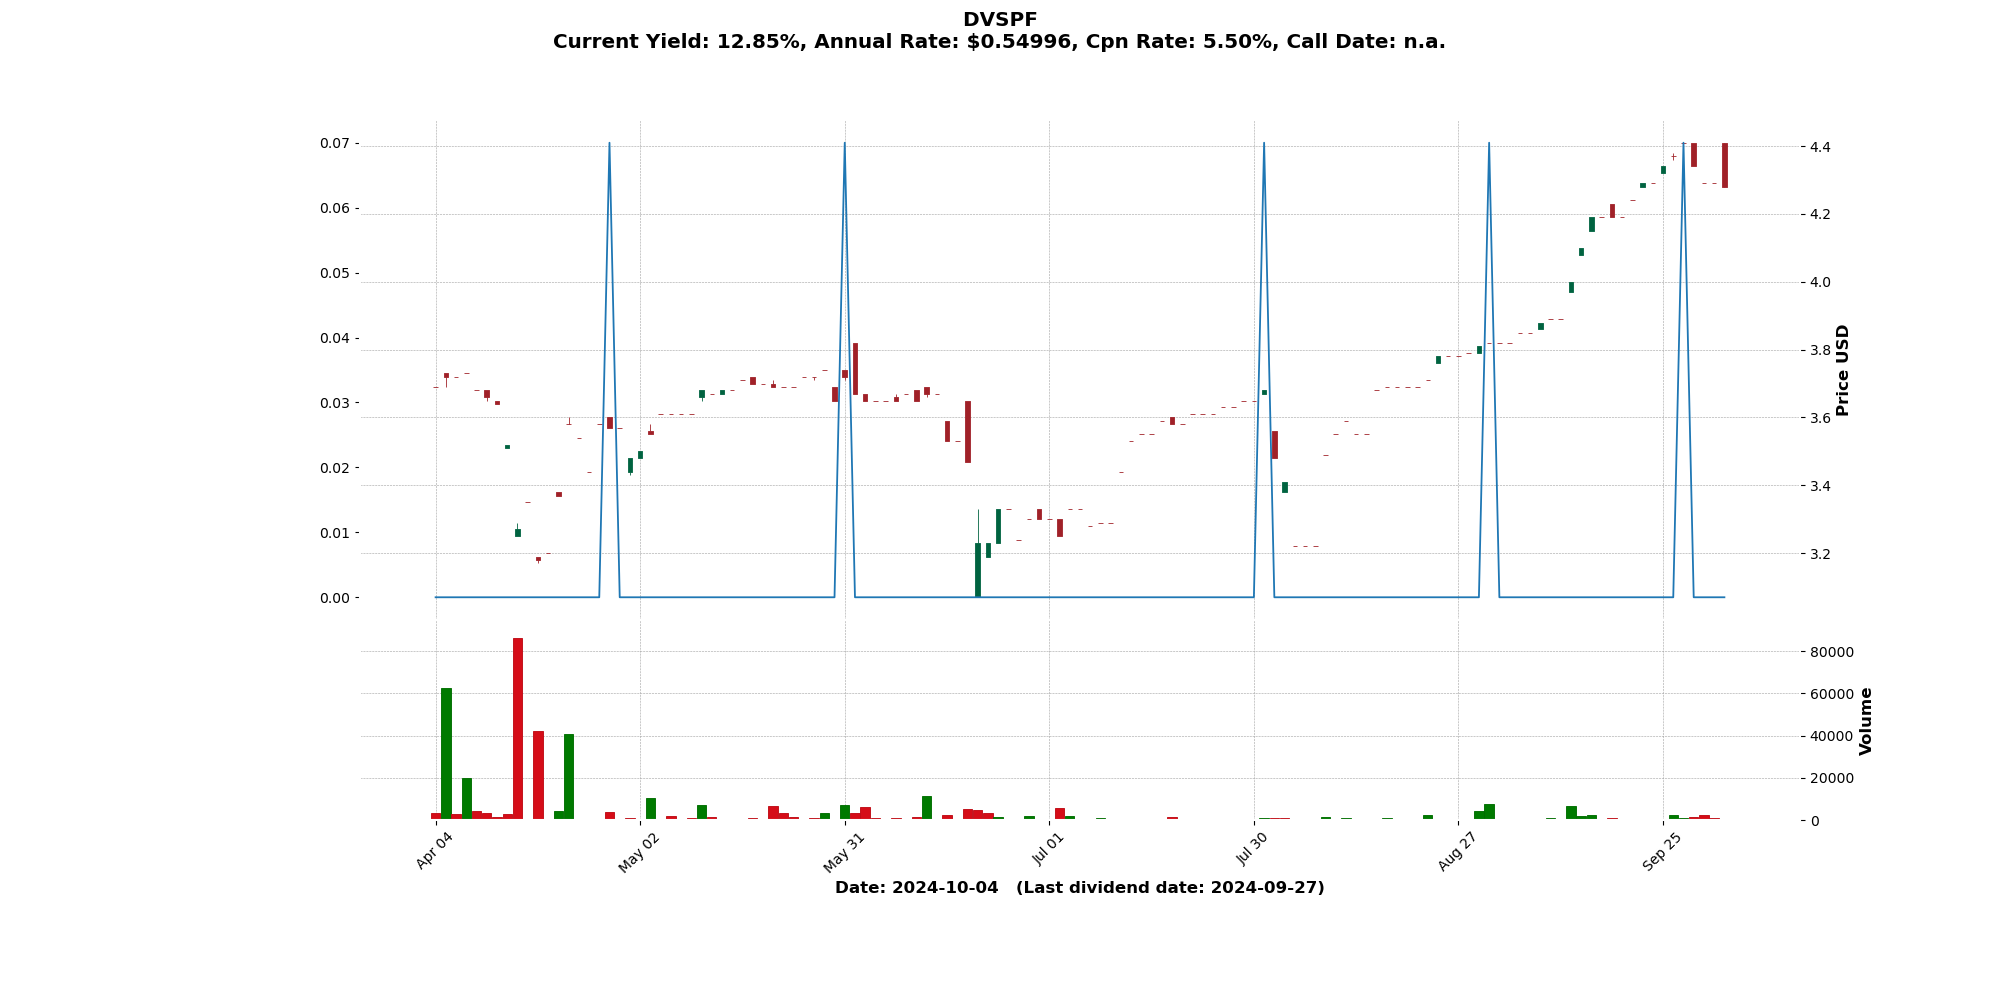 DVSPF
Current Yield: 12.85%, Annual Rate: $0.54996, Cpn Rate: 5.50%, Call Date: n.a.
0.07
0.06
0.05
0.04
0.03
0.02
0.01
0.00
4.4
4.2
4.0
3.8
3.6
3.4
3.2
Price USD
80000
60000
40000
20000
0
Volume
Apr 04
May 02
May 31
Jul 01
Jul 30
Aug 27
Sep 25
Date: 2024-10-04 (Last dividend date: 2024-09-27)